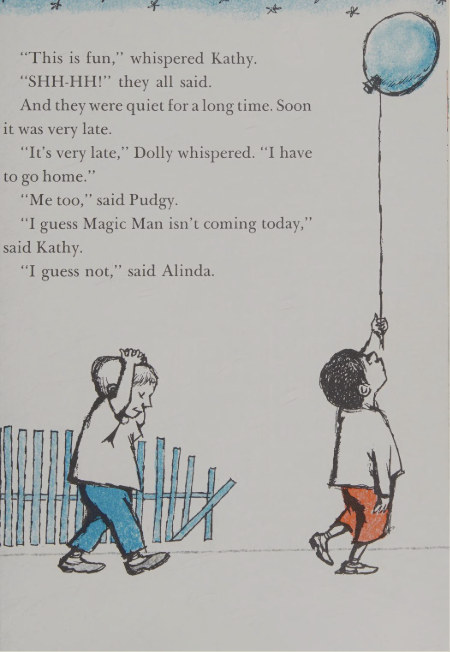 “This is fun,” whispered Kathy.
“SHH-HH!” they all said.
And they were quiet for a long time. Soon
it was very late.
“It’s very late,” Dolly whispered. “I have
to go home.”
“Me too,” said Pudgy.
“I guess Magic Man isn’t coming today,”
said Kathy.
“I guess not,” said Alinda.